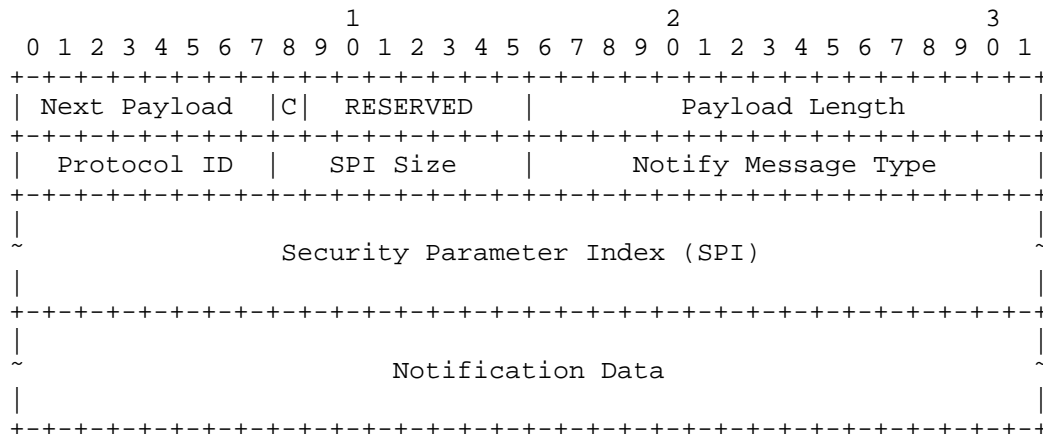 1                   2                   3
 0 1 2 3 4 5 6 7 8 9 0 1 2 3 4 5 6 7 8 9 0 1 2 3 4 5 6 7 8 9 0 1
+-+-+-+-+-+-+-+-+-+-+-+-+-+-+-+-+-+-+-+-+-+-+-+-+-+-+-+-+-+-+-+-+
| Next Payload  |C|  RESERVED   |         Payload Length        |
+-+-+-+-+-+-+-+-+-+-+-+-+-+-+-+-+-+-+-+-+-+-+-+-+-+-+-+-+-+-+-+-+
|  Protocol ID  |   SPI Size    |      Notify Message Type      |
+-+-+-+-+-+-+-+-+-+-+-+-+-+-+-+-+-+-+-+-+-+-+-+-+-+-+-+-+-+-+-+-+
|                                                               |
~                Security Parameter Index (SPI)                 ~
|                                                               |
+-+-+-+-+-+-+-+-+-+-+-+-+-+-+-+-+-+-+-+-+-+-+-+-+-+-+-+-+-+-+-+-+
|                                                               |
~                       Notification Data                       ~
|                                                               |
+-+-+-+-+-+-+-+-+-+-+-+-+-+-+-+-+-+-+-+-+-+-+-+-+-+-+-+-+-+-+-+-+